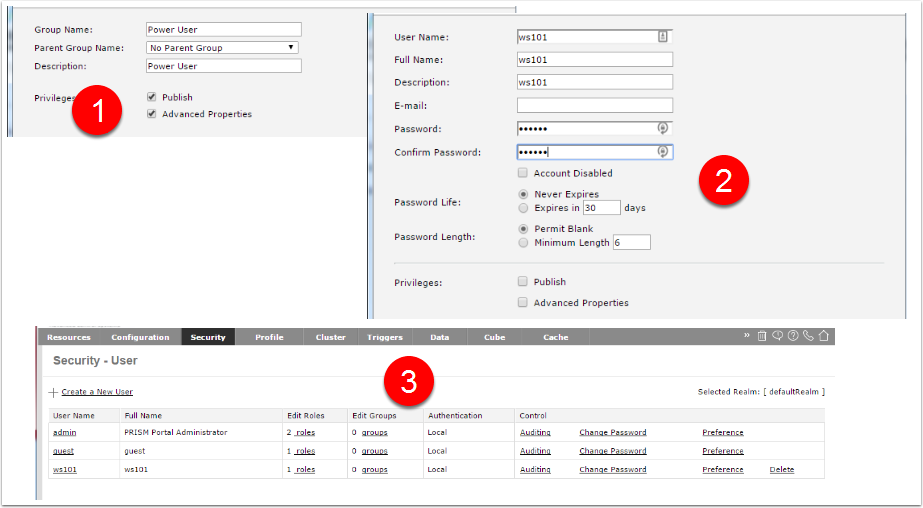 Group Name: Power User
Parent Group Name: No Parent Group
Description: Power User
Privileges Publish
1
Advanced Properties
User Name: ws101
Full Name: ws101
Description: ws101
E-mail:
Password: ••••••
Confirm Password: ••••••
Account Disabled
2
Password Life: Never Expires
Expires in 30 days
Password Length: Permit Blank
Minimum Length 6
Privileges: Publish
Advanced Properties
Resources Configuration Security Profile Cluster Triggers Data Cube Cache »
Security - User
3
Create a New User Selected Realm: [ defaultRealm ]
User Name Full Name Edit Roles Edit Groups Authentication Control
admin PRISM Portal Administrator 2 roles 0 groups Local Auditing Change Password Preference
guest guest 1 roles 0 groups Local Auditing Change Password Preference
ws101 ws101 1 roles 0 groups Local Auditing Change Password Preference Delete